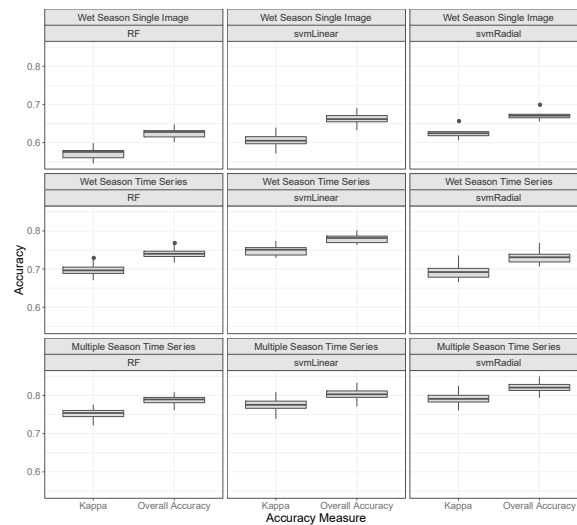 Wet Season Single Image Wet Season Single Image Wet Season Single Image
RF svmLinear svmRadial
0.8
0.7
0.6
Wet Season Time Series Wet Season Time Series Wet Season Time Series
RF svmLinear svmRadial
0.8
0.7
0.6
Accuracy
Multiple Season Time Series Multiple Season Time Series Multiple Season Time Series
RF svmLinear svmRadial
0.8
0.7
0.6
Kappa Overall Accuracy Kappa Overall Accuracy Kappa Overall Accuracy
Accuracy Measure